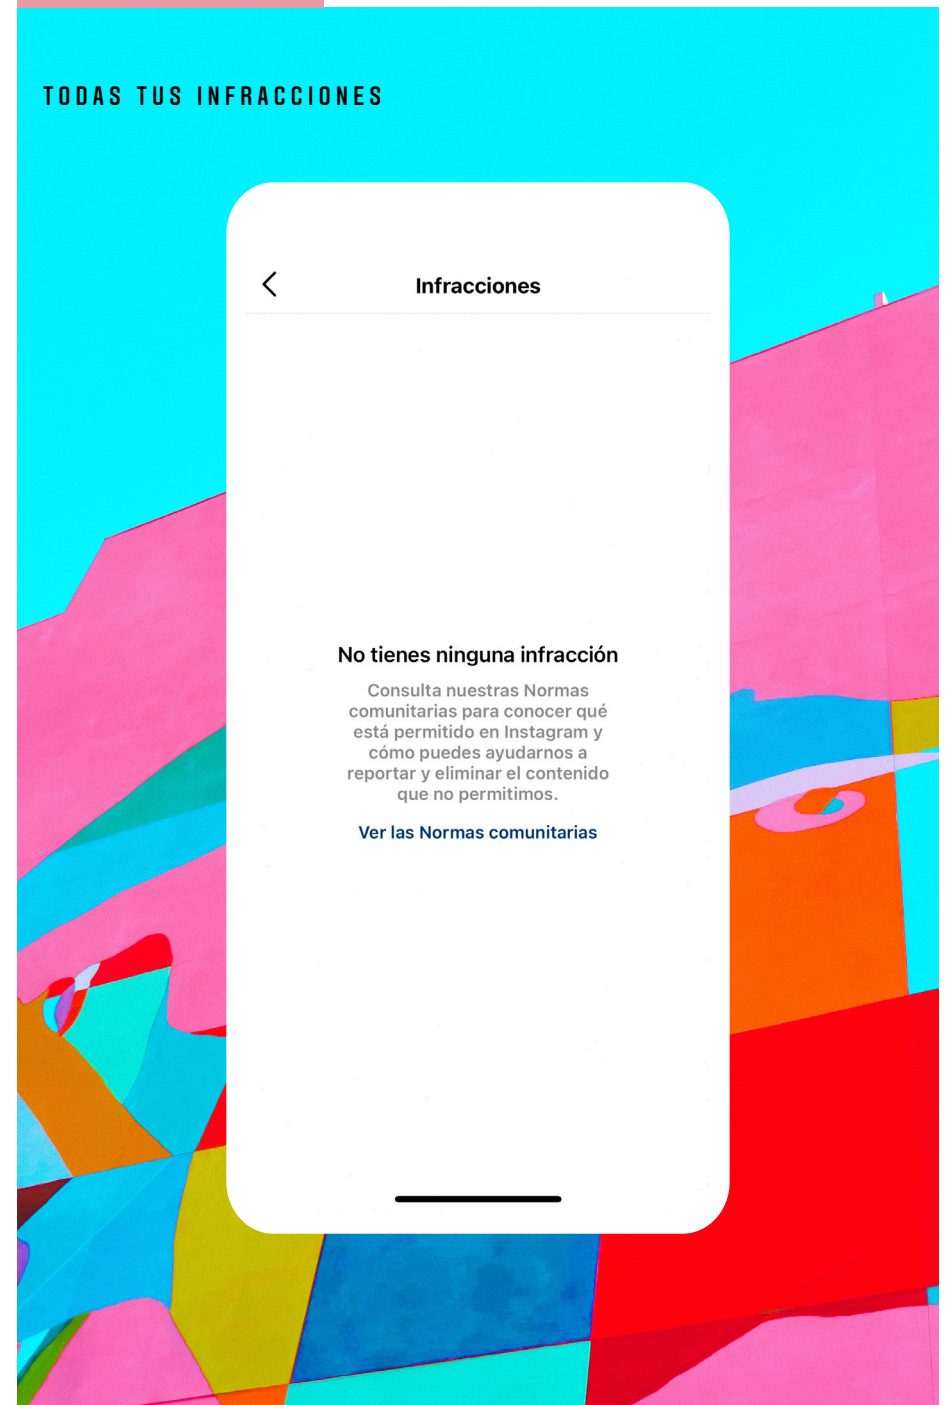 TODAS TUS INFRACCIONES
Infracciones
No tienes ninguna infracción
Consulta nuestras Normas
comunitarias para conocer qué
está permitido en Instagram y
cómo puedes ayudarnos a
reportar y eliminar el contenido
que no permitimos.
Ver las Normas comunitarias